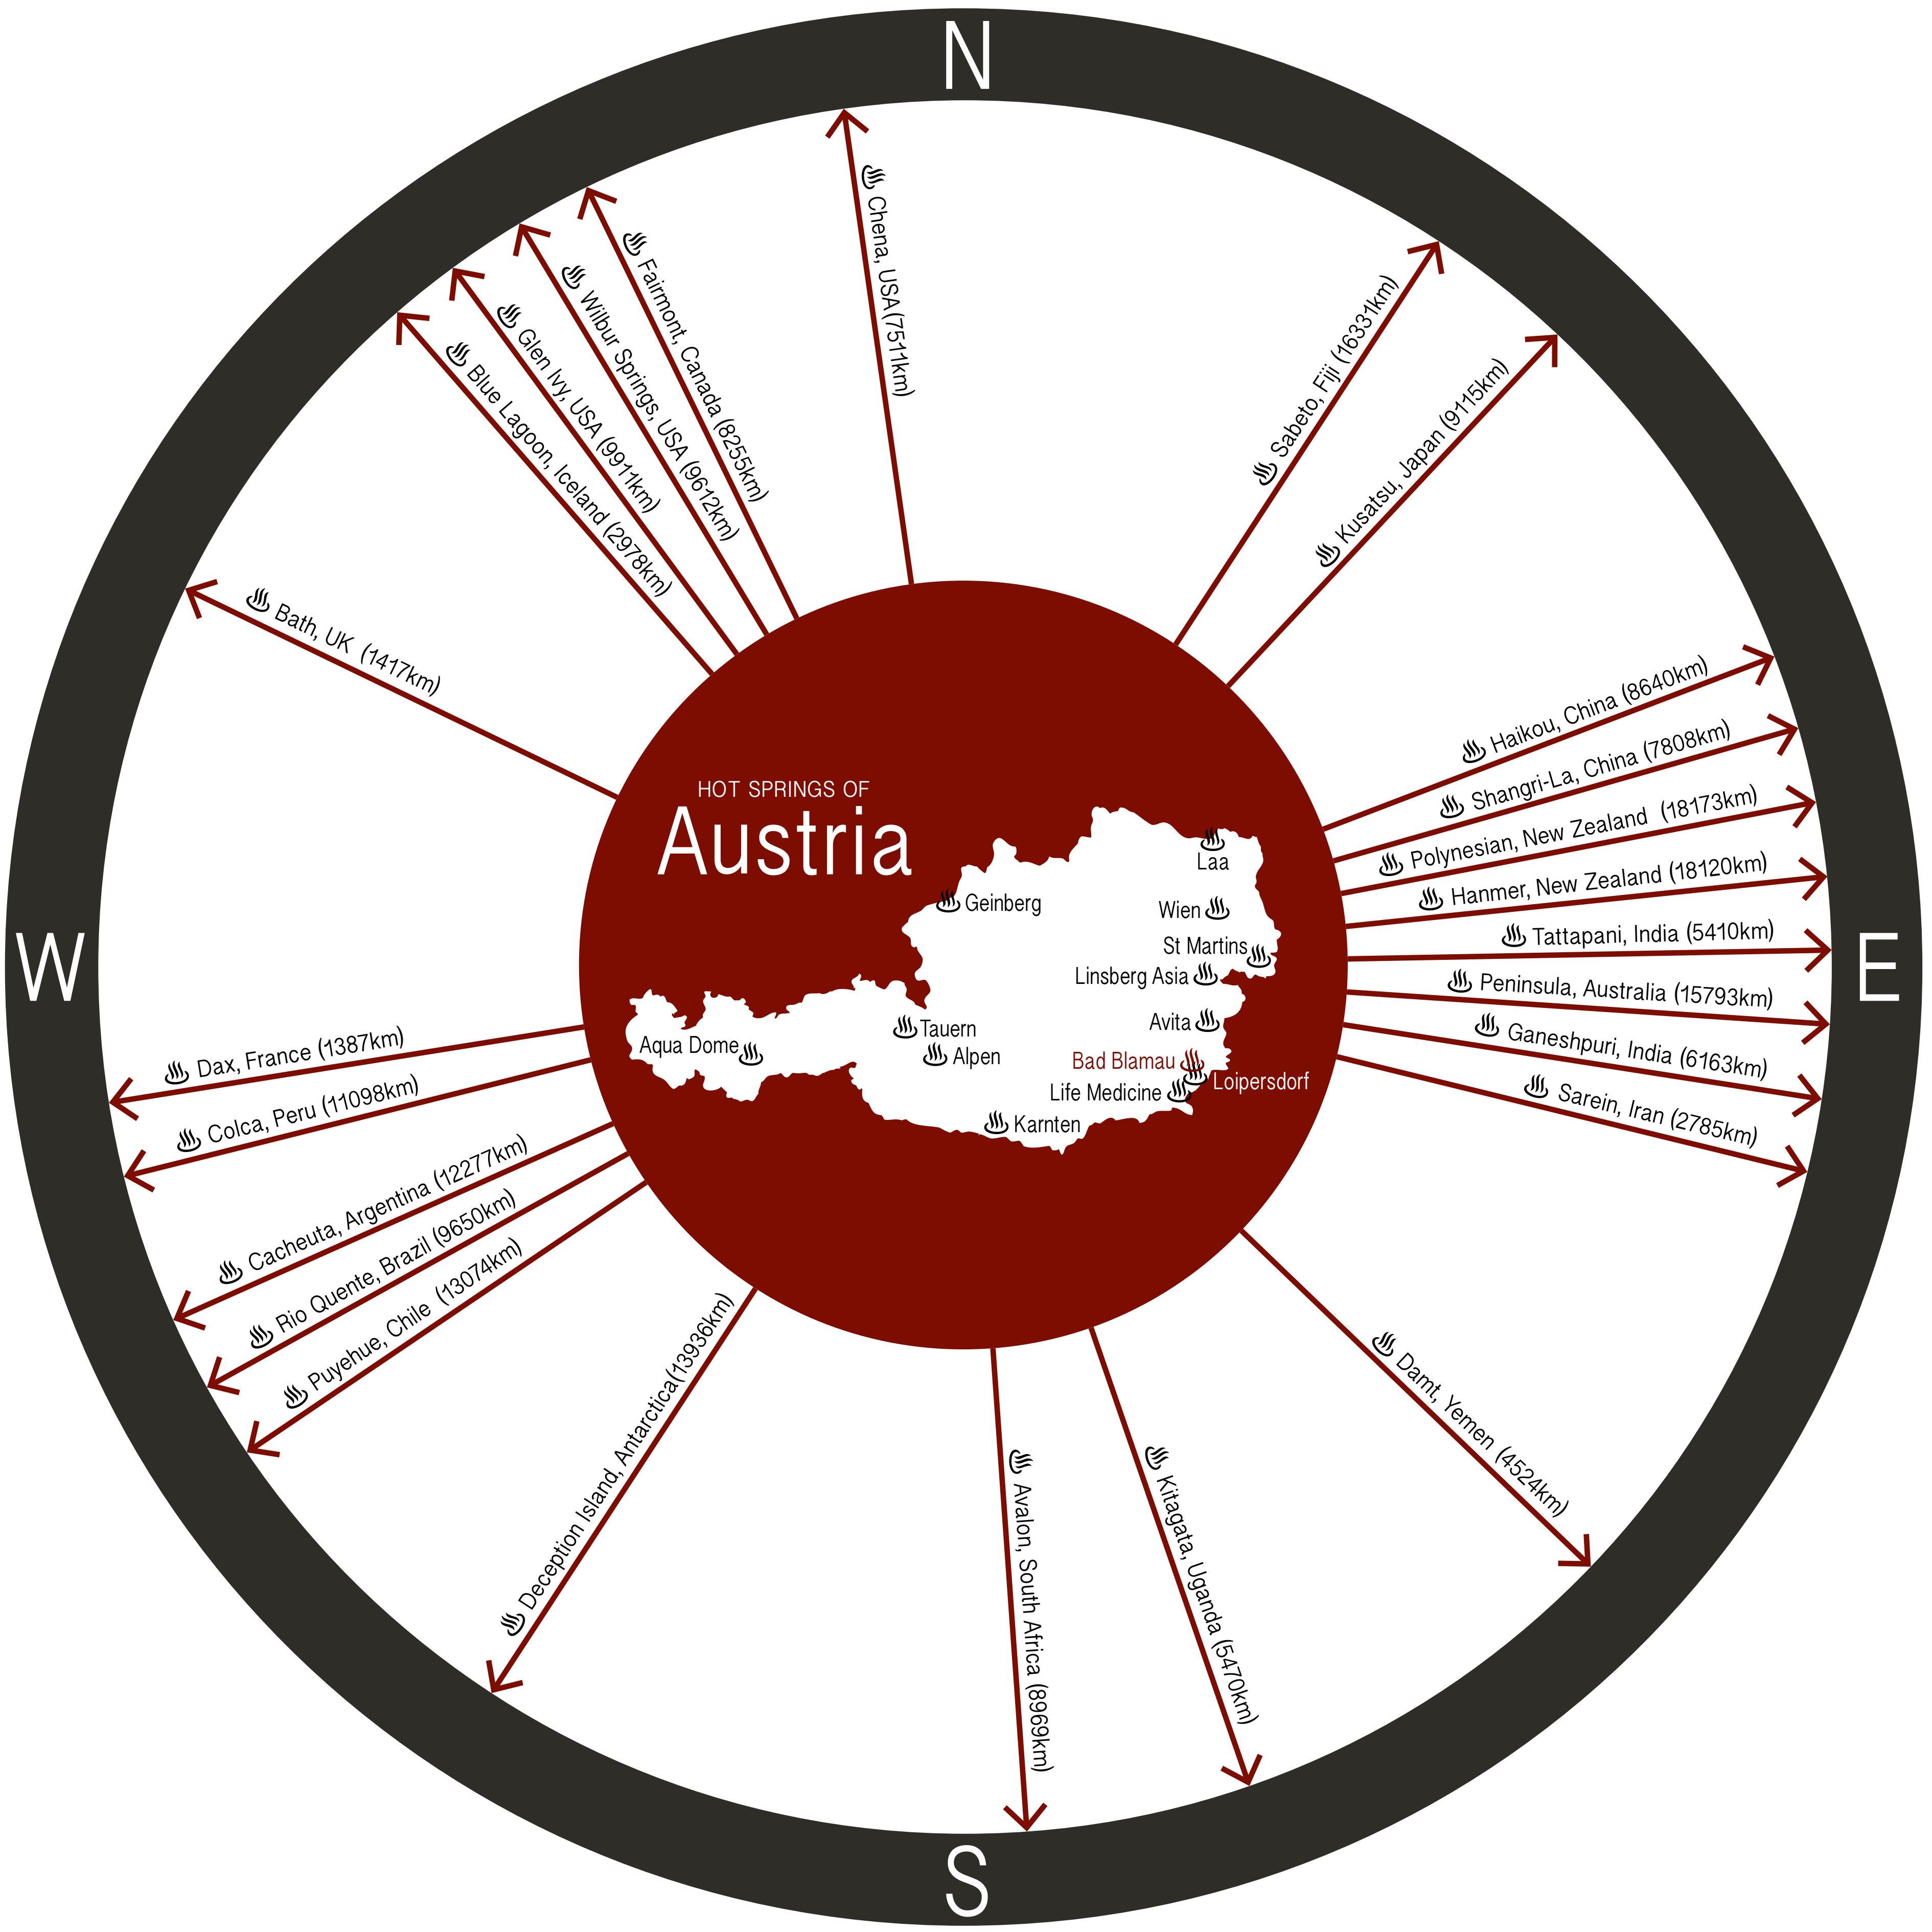 N
Chena, USA(7511km)
Sabeto, Fiji (16331km)
Kusatsu, Japan (9115km)
Haikou, China (8640km)
Shangri-La, China (7808km)
Polynesian, New Zealand (18173km)
Hanmer, New Zealand (18120km)
Tattapani, India (5410km)
E
Peninsula, Australia (15793km)
Ganeshpuri, India (6163km)
Sarein, Iran (2785km)
Damt, Yemen (4524km)
Kitagata, Uganda (5470km)
Avalon, South Africa (8969km)
S
Deception Island, Antarctica(13936km)
Puyehue, Chile (13074km)
Rio Quente, Brazil (9650km)
Cacheuta, Argentina (12277km)
Colca, Peru (11098km)
Dax, France (1387km)
W
Bath, UK (1417km)
Blue Lagoon, Iceland (2978km)
Glen Ivy, USA (9911km)
Wilbur Springs, USA (9612km)
Fairmont, Canada (8255km)
HOT SPRINGS OF
Austria
Laa
Geinberg
Wien
St Martins
Linsberg Asia
Avita
Tauern
Aqua Dome
Alpen
Bad Blamau
Loipersdorf
Life Medicine
Karnten